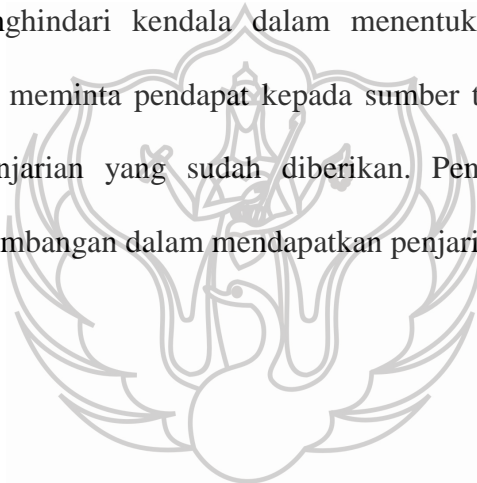 nghindari kendala dalam menentuk
meminta pendapat kepada sumber t
njarian yang sudah diberikan. Pen
mbangan dalam mendapatkan penjari